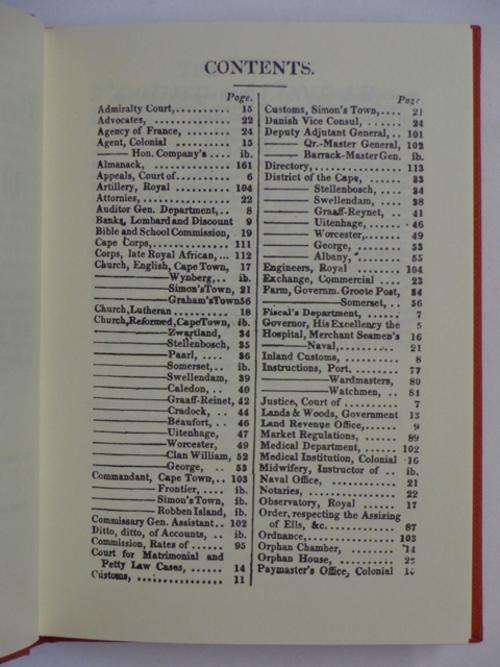 CONTENTS.
Page.
Admiralty Court,.......... 15
Advocates, .............. 22
Agency of France, ........ 24
Agent, Colonial .......... 15
——— Hon. Company's .... ib.
Almanack, .............. 161
Appeals, Court of.......... 6
Artillery, Royal .......... 104
Attornies, ................ 22
Auditor Gen. Department, .. 8
Banks, Lombard and Discount 9
Bible and School Commission, 19
Cape Corps,.............. 111
Corps, late Royal African, ... 112
Church, English, Cape Town, 17
———Wynberg,.. ib.
———Simon'sTown, 21
———Graham'sTown56
Church,Lutheran .......... 18
Church,Reformed,CapeTown, ib.
———Zwartland, 34
———Stellenbosch, 35
———Paarl, .... 36
———Somerset,.. ib.
———Swellendam, 39
———Caledon, .. 40
———Graaff-Reinet, 42
———Cradock, .. 44
———Beaufort, .. 46
———Uitenhage, 47
———Worcester, 49
———Clan William, 52
———George, .. 53
Commandant, Cape Town,.. 103
———Frontier, .... ib.
———Simon's Town, ib.
———Robben Island, ib.
Commissary Gen. Assistant.. 102
Ditto, ditto, of Accounts, .. ib.
Commission, Rates of ...... 95
Court for Matrimonial and
Petty Law Cases, ...... 14
Customs, .............. 11
Page
Customs, Simon's Town,.... 21
Danish Vice Consul, ...... 24
Deputy Adjutant General,.. 101
——— Qr.-Master General, 102
——— Barrack-Master Gen. ib.
Directory,................ 113
District of the Cape, ...... 33
——— Stellenbosch, .... 34
——— Swellendam, .... 38
——— Graaff-Reynet, .. 41
——— Uitenhage, ...... 46
——— Worcester,...... 49
——— George, ........ 53
——— Albany, ........ 55
Engineers, Royal ........ 104
Exchange, Commercial .... 23
Farm, Governm. Groote Post, 34
———Somerset, .. 56
Fiscal's Department, ...... 7
Governor, His Excellency the 5
Hospital, Merchant Seamen's 16
———Naval,.......... 21
Inland Customs, .......... 8
Instructions, Port. ........ 77
———Wardmasters, 80
———Watchmen, .. 81
Justice, Court of .......... 7
Lands & Woods, Government 13
Land Revenue Office,...... 9
Market Regulations, ...... 89
Medical Department, ...... 102
Medical Institution, Colonial 16
Midwifery, Instructor of .. ib.
Naval Office, ............ 21
Notaries, ................ 22
Observatory, Royal ...... 17
Order, respecting the Assizing
of Ells, &c............... 87
Ordnance,................ 103
Orphan Chamber, ........ 14
Orphan House, ..........
Paymaster's Office, Colonial